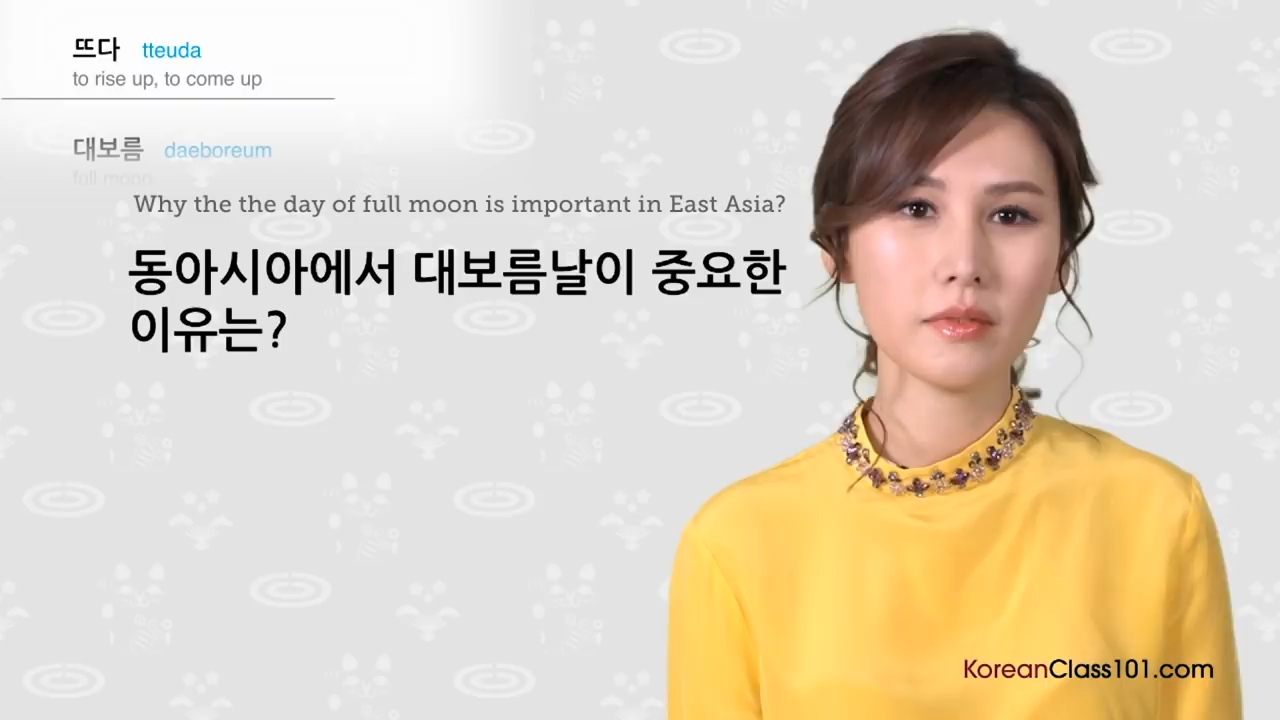 뜨다 tteuda
to rise up, to come up
대보름 daeboreum
full moon
Why the the day of full moon is important in East Asia?
동아시아에서 대보름날이 중요한
이유는?
KoreanClass101.com